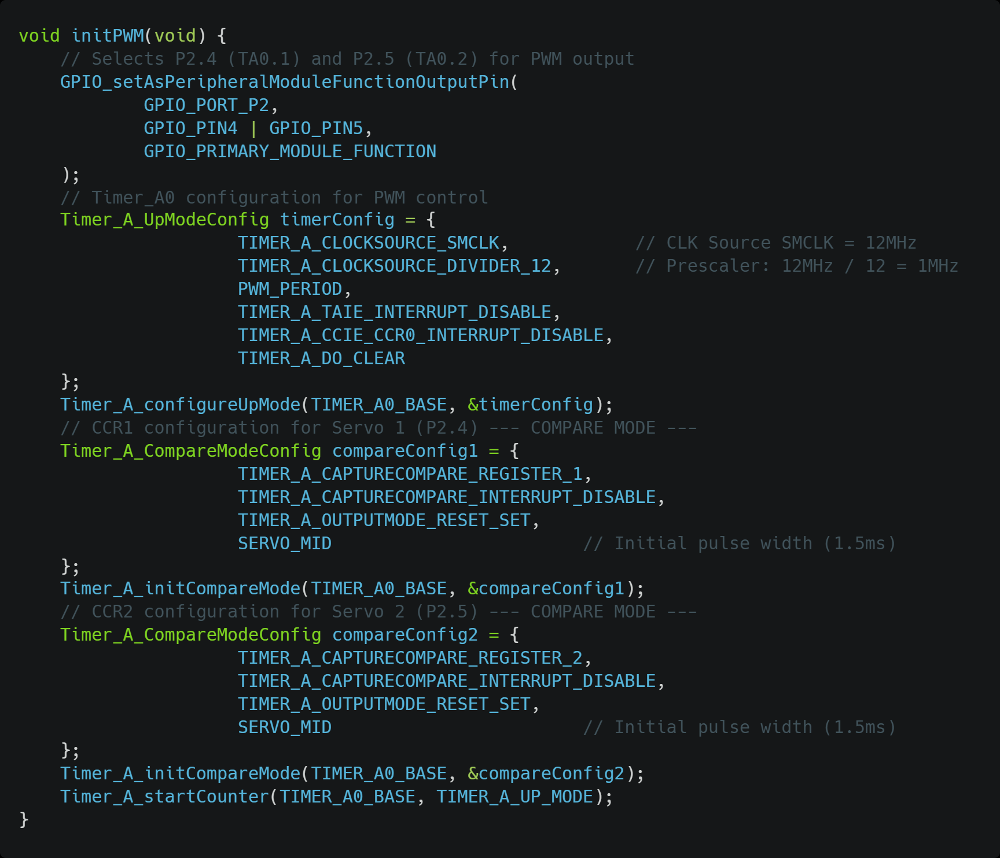 void initPWM(void) {
    // Selects P2.4 (TA0.1) and P2.5 (TA0.2) for PWM output
    GPIO_setAsPeripheralModuleFunctionOutputPin(
            GPIO_PORT_P2,
            GPIO_PIN4 | GPIO_PIN5,
            GPIO_PRIMARY_MODULE_FUNCTION
    );
    // Timer_A0 configuration for PWM control
    Timer_A_UpModeConfig timerConfig = {
                     TIMER_A_CLOCKSOURCE_SMCLK,            // CLK Source SMCLK = 12MHz
                     TIMER_A_CLOCKSOURCE_DIVIDER_12,       // Prescaler: 12MHz / 12 = 1MHz
                     PWM_PERIOD,
                     TIMER_A_TAIE_INTERRUPT_DISABLE,
                     TIMER_A_CCIE_CCR0_INTERRUPT_DISABLE,
                     TIMER_A_DO_CLEAR
    };
    Timer_A_configureUpMode(TIMER_A0_BASE, &timerConfig);
    // CCR1 configuration for Servo 1 (P2.4) --- COMPARE MODE ---
    Timer_A_CompareModeConfig compareConfig1 = {
                     TIMER_A_CAPTURECOMPARE_REGISTER_1,
                     TIMER_A_CAPTURECOMPARE_INTERRUPT_DISABLE,
                     TIMER_A_OUTPUTMODE_RESET_SET,
                     SERVO_MID                        // Initial pulse width (1.5ms)
    };
    Timer_A_initCompareMode(TIMER_A0_BASE, &compareConfig1);
    // CCR2 configuration for Servo 2 (P2.5) --- COMPARE MODE ---
    Timer_A_CompareModeConfig compareConfig2 = {
                     TIMER_A_CAPTURECOMPARE_REGISTER_2,
                     TIMER_A_CAPTURECOMPARE_INTERRUPT_DISABLE,
                     TIMER_A_OUTPUTMODE_RESET_SET,
                     SERVO_MID                        // Initial pulse width (1.5ms)
    };
    Timer_A_initCompareMode(TIMER_A0_BASE, &compareConfig2);
    Timer_A_startCounter(TIMER_A0_BASE, TIMER_A_UP_MODE);
}